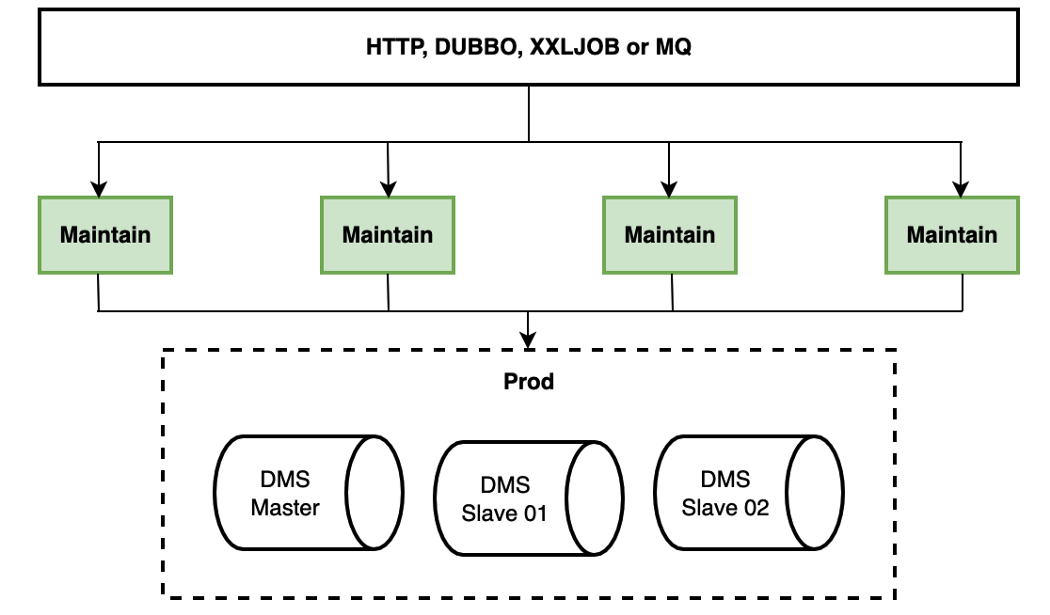 HTTP, DUBBO, XXLJOB or MQ
Maintain
Maintain
Maintain
Maintain
Prod
DMS
Master
DMS
Slave 01
DMS
Slave 02